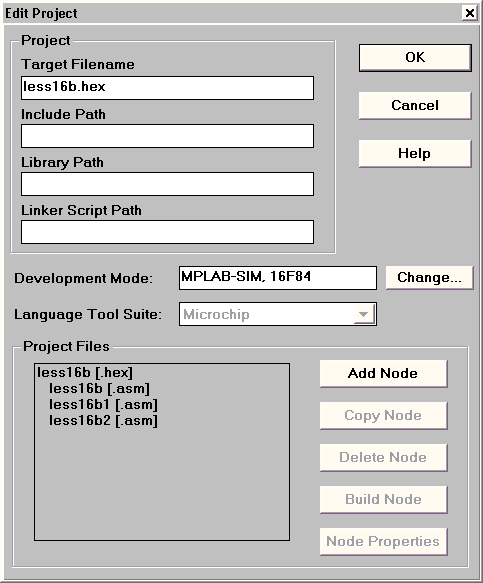 Edit Project
Project
Target Filename
less16b.hex
Include Path
Library Path
Linker Script Path
OK
Cancel
Help
Development Mode:
MPLAB-SIM, 16F84
Change...
Language Tool Suite:
Microchip
Project Files
less16b [.hex]
less16b [.asm]
less16b1 [.asm]
less16b2 [.asm]
Add Node
Copy Node
Delete Node
Build Node
Node Properties